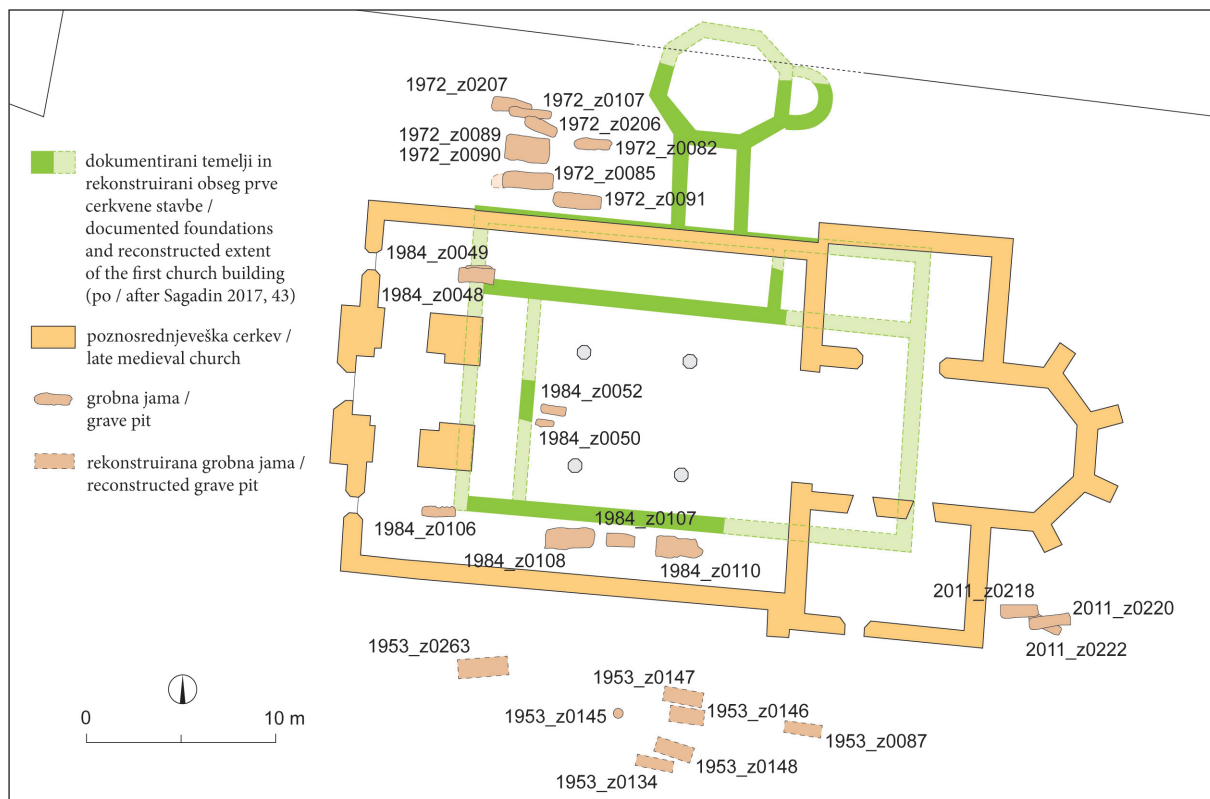 1972_z0207
1972_z0107
1972_z0206
1972_z0089
1972_z0090
1972_z0082
1972_z0085
1972_z0091
dokumentirani temelji in
rekonstruirani obseg prve
cerkvene stavbe /
documented foundations
and reconstructed extent
of the first church building
(po / after Sagadin 2017, 43)
poznosrednjeveška cerkev /
late medieval church
grobna jama /
grave pit
rekonstruirana grobna jama /
reconstructed grave pit
1984_z0049
1984_z0048
1984_z0052
1984_z0050
1984_z0106
1984_z0107
1984_z0108
1984_z0110
2011_z0218
2011_z0220
2011_z0222
1953_z0263
1953_z0147
1953_z0145
1953_z0146
1953_z0087
1953_z0148
1953_z0134
0
10 m